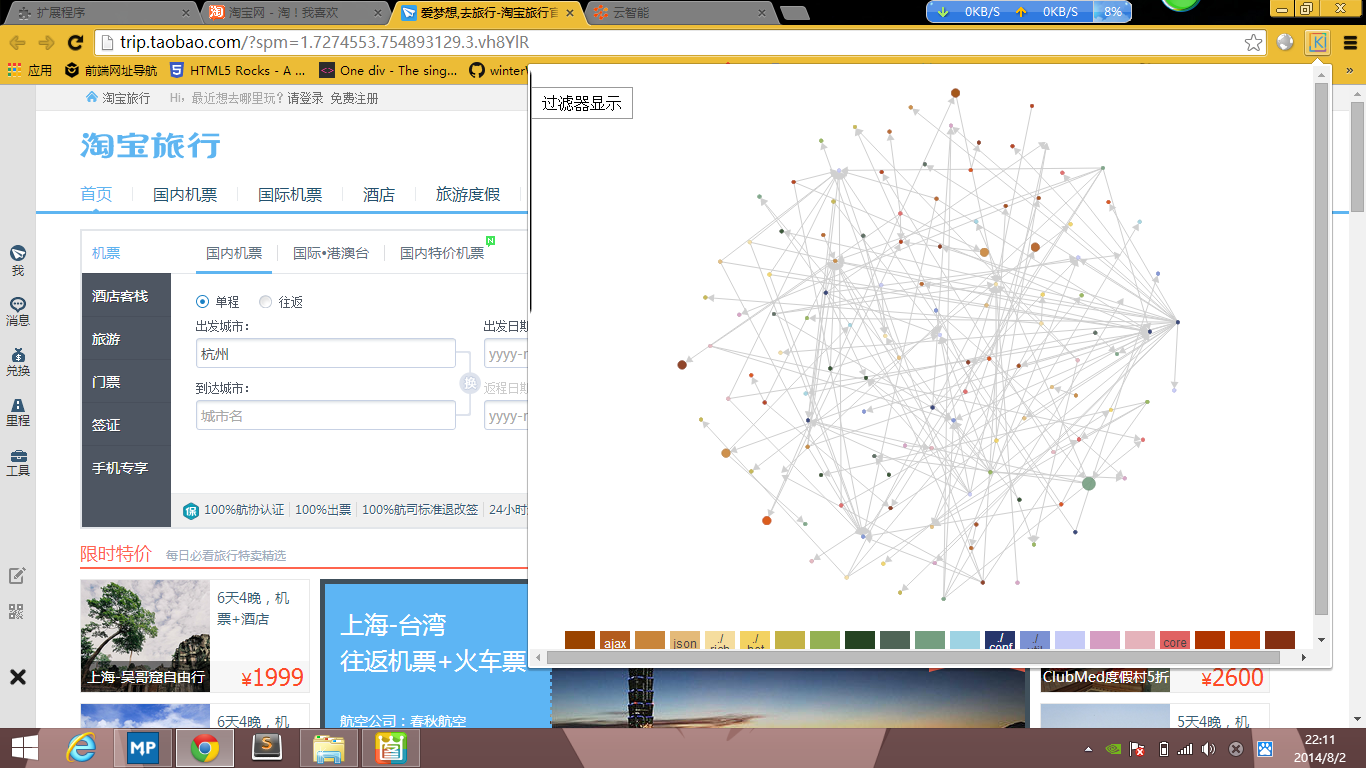 扩展程序
淘宝网 - 淘！我喜欢
爱梦想,去旅行-淘宝旅行官
云智能
0KB/S
0KB/S
8%
trip.taobao.com/?spm=1.7274553.754893129.3.vh8YlR
应用
前端网址导航
HTML5 Rocks - A ...
One div - The sing...
winter
»
淘宝旅行
Hi，最近想去哪里玩？请登录 免费注册
过滤器显示
淘宝旅行
首页
国内机票
国际机票
酒店
旅游度假
机票
国内机票
国际•港澳台
国内特价机票
N
我
消息
兑换
里程
工具
酒店客栈
旅游
门票
签证
手机专享
单程
往返
出发城市：
出发日期
杭州
yyyy-m
换
到达城市：
返程日期
城市名
yyyy-m
保
100%航协认证
100%出票
100%航司标准退改签
24小时
限时特价
每日必看旅行特卖精选
6天4晚，机
票+酒店
上海-吴哥窟自由行
¥1999
上海-台湾
往返机票+火车票
航空公司：春秋航空
ajax
json
./
rich
./
hot
./
conf
./
util
core
ClubMed度假村5折
¥2600
6天4晚，机
5天4晚，机
MP
S
图
22:11
2014/8/2